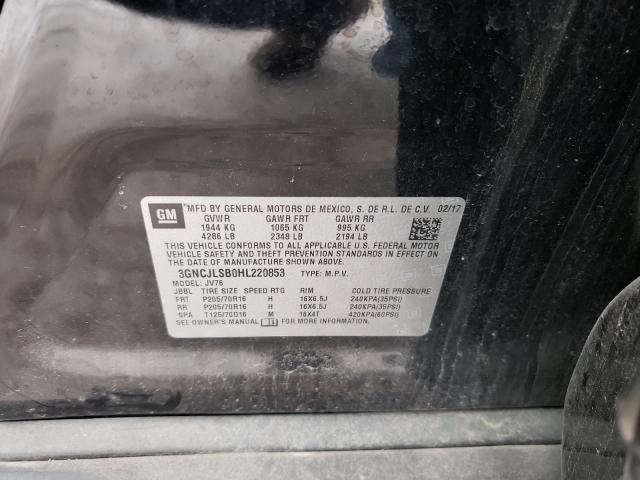 GM
MFD BY GENERAL MOTORS DE MEXICO, S. DE R.L. DE C.V. 02/17
GVWR GAWR FRT GAWR RR
1944 KG 1065 KG 995 KG
4286 LB 2348 LB 2194 LB
THIS VEHICLE CONFORMS TO ALL APPLICABLE U.S. FEDERAL MOTOR
VEHICLE SAFETY AND THEFT PREVENTION STANDARDS IN EFFECT ON THE
DATE OF MANUFACTURE SHOWN ABOVE.
3GNCJLSB0HL220853 TYPE: M.P.V.
MODEL: JV76
JBBL TIRE SIZE SPEED RTG RIM COLD TIRE PRESSURE
FRT P205/70R16 H 16X6.5J 240KPA(35PSI)
RR P205/70R16 H 16X6.5J 240KPA(35PSI)
SPA T125/70D16 M 16X4T 420KPA(60PSI)
SEE OWNER'S MANUAL FOR MORE INFORMATION.